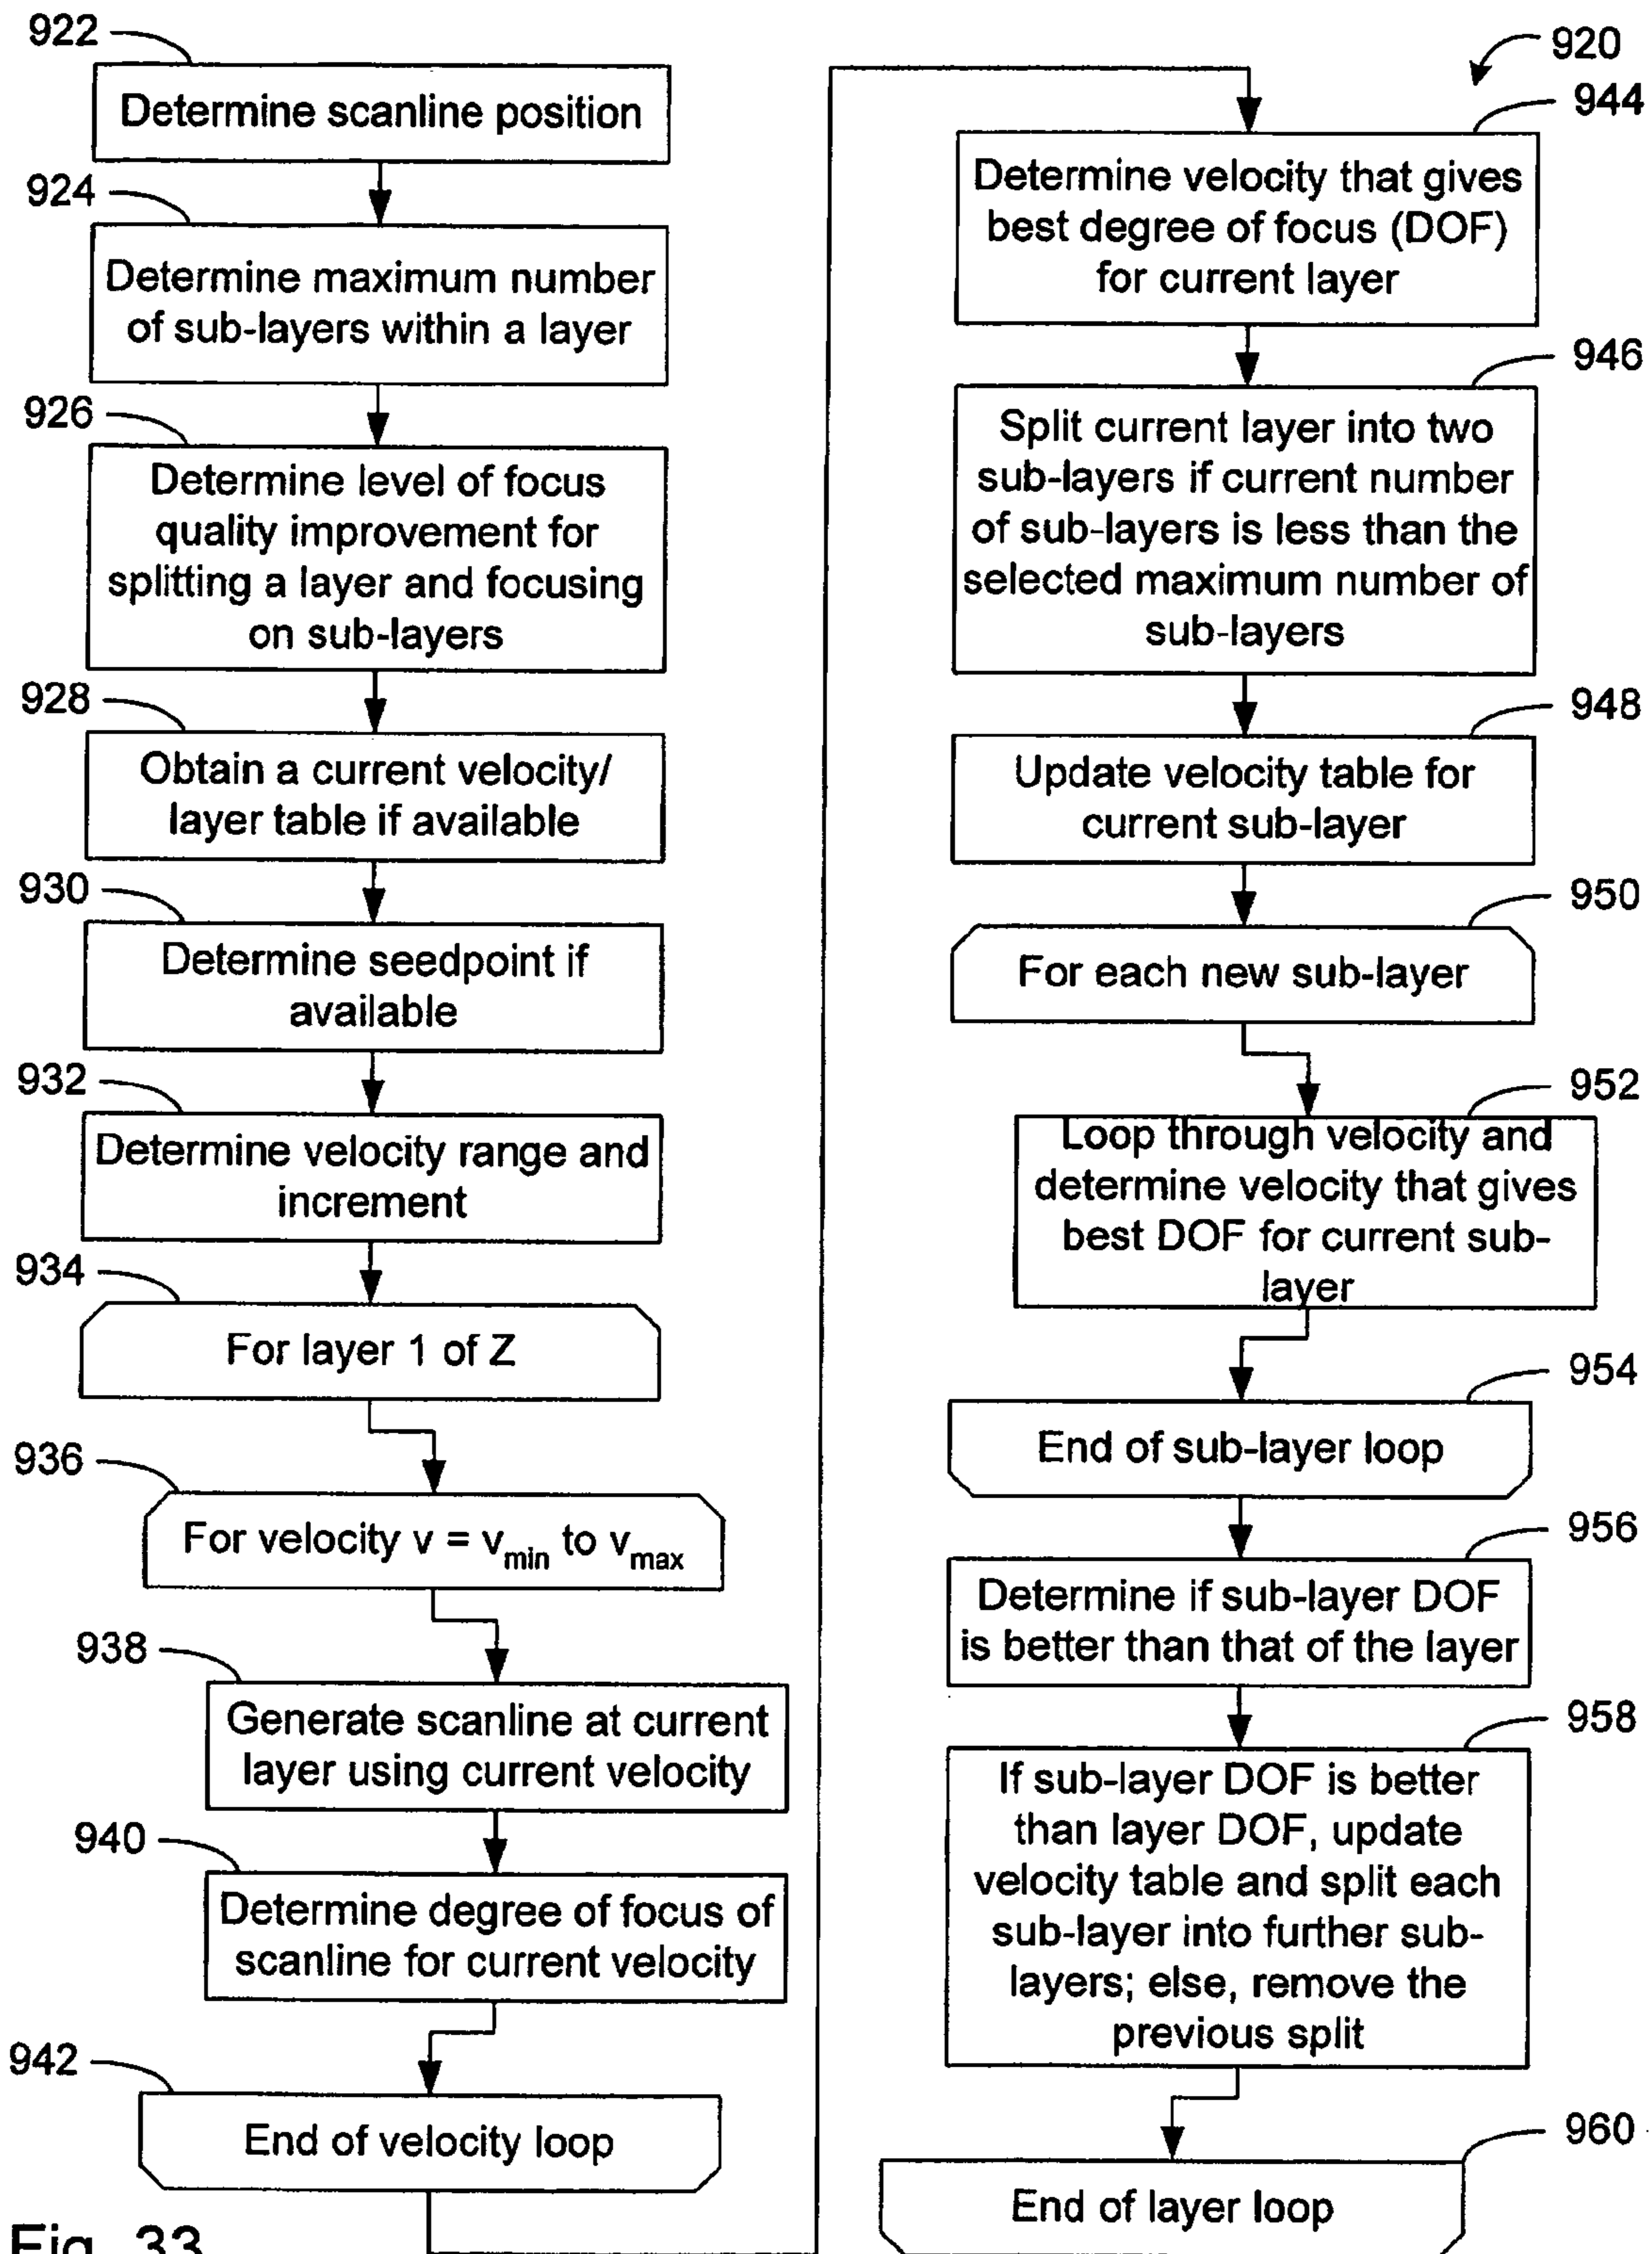 922
Determine scanline position
924
Determine maximum number
of sub-layers within a layer
926
Determine level of focus
quality improvement for
splitting a layer and focusing
on sub-layers
928
Obtain a current velocity/
layer table if available
930
Determine seedpoint if
available
932
Determine velocity range and
increment
934
For layer 1 of Z
936
For velocity v = vmin to vmax
938
Generate scanline at current
layer using current velocity
940
Determine degree of focus of
scanline for current velocity
942
End of velocity loop
Fig. 33
920
944
Determine velocity that gives
best degree of focus (DOF)
for current layer
946
Split current layer into two
sub-layers if current number
of sub-layers is less than the
selected maximum number of
sub-layers
948
Update velocity table for
current sub-layer
950
For each new sub-layer
952
Loop through velocity and
determine velocity that gives
best DOF for current sub-
layer
954
End of sub-layer loop
956
Determine if sub-layer DOF
is better than that of the layer
958
If sub-layer DOF is better
than layer DOF, update
velocity table and split each
sub-layer into further sub-
layers; else, remove the
previous split
960
End of layer loop